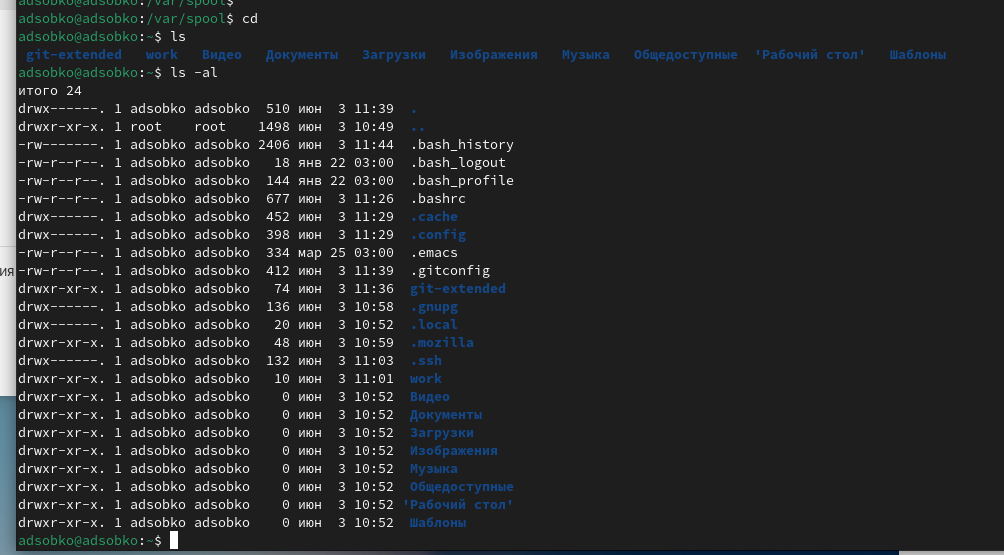 adsobko@adsobko:/var/spool$
adsobko@adsobko:/var/spool$ cd
adsobko@adsobko:~$ ls
git-extended work Видео Документы Загрузки Изображения Музыка Общедоступные 'Рабочий стол' Шаблоны
adsobko@adsobko:~$ ls -al
итого 24
drwx------. 1 adsobko adsobko 510 июн 3 11:39 .
drwxr-xr-x. 1 root root 1498 июн 3 10:49 ..
-rw-------. 1 adsobko adsobko 2406 июн 3 11:44 .bash_history
-rw-r--r--. 1 adsobko adsobko 18 янв 22 03:00 .bash_logout
-rw-r--r--. 1 adsobko adsobko 144 янв 22 03:00 .bash_profile
-rw-r--r--. 1 adsobko adsobko 677 июн 3 11:26 .bashrc
drwx------. 1 adsobko adsobko 452 июн 3 11:29 .cache
drwx------. 1 adsobko adsobko 398 июн 3 11:29 .config
-rw-r--r--. 1 adsobko adsobko 334 мар 25 03:00 .emacs
ия
-rw-r--r--. 1 adsobko adsobko 412 июн 3 11:39 .gitconfig
drwxr-xr-x. 1 adsobko adsobko 74 июн 3 11:36 git-extended
drwx------. 1 adsobko adsobko 136 июн 3 10:58 .gnupg
drwx------. 1 adsobko adsobko 20 июн 3 10:52 .local
drwxr-xr-x. 1 adsobko adsobko 48 июн 3 10:59 .mozilla
drwx------. 1 adsobko adsobko 132 июн 3 11:03 .ssh
drwxr-xr-x. 1 adsobko adsobko 10 июн 3 11:01 work
drwxr-xr-x. 1 adsobko adsobko 0 июн 3 10:52 Видео
drwxr-xr-x. 1 adsobko adsobko 0 июн 3 10:52 Документы
drwxr-xr-x. 1 adsobko adsobko 0 июн 3 10:52 Загрузки
drwxr-xr-x. 1 adsobko adsobko 0 июн 3 10:52 Изображения
drwxr-xr-x. 1 adsobko adsobko 0 июн 3 10:52 Музыка
drwxr-xr-x. 1 adsobko adsobko 0 июн 3 10:52 Общедоступные
drwxr-xr-x. 1 adsobko adsobko 0 июн 3 10:52 'Рабочий стол'
drwxr-xr-x. 1 adsobko adsobko 0 июн 3 10:52 Шаблоны
adsobko@adsobko:~$